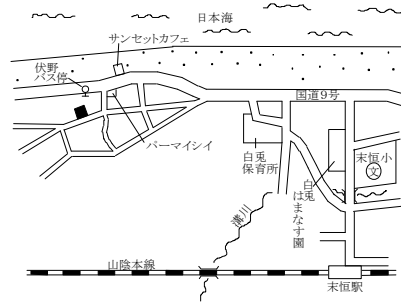 日本海
サンセットカフェ
伏野
バス停
国道9号
バーマイシイ
白兎
保育所
末恒小
文
白兎
はまなす園
溝川
山陰本線
末恒駅